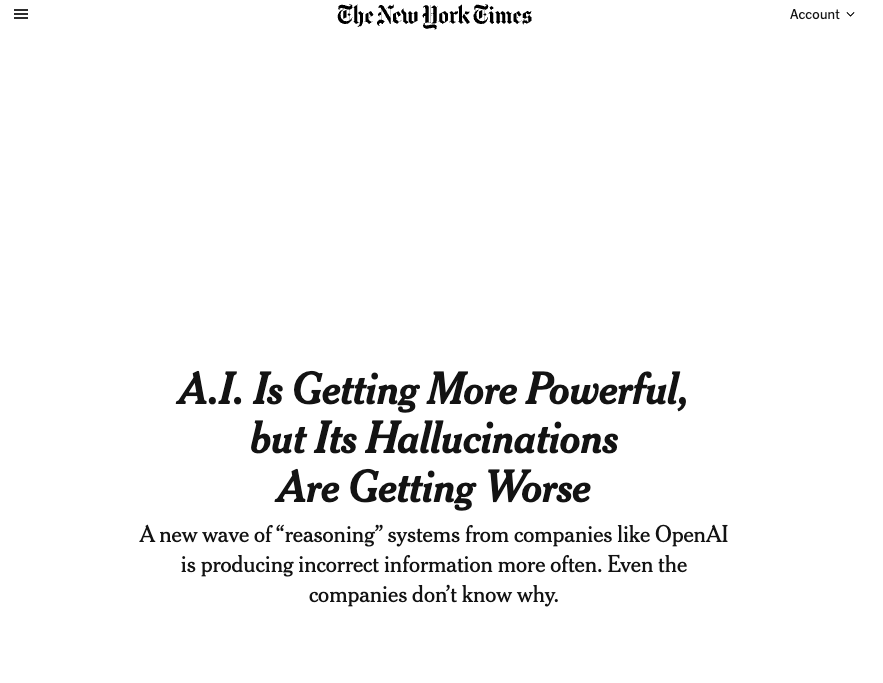 The New York Times
Account
A.I. Is Getting More Powerful,
but Its Hallucinations
Are Getting Worse
A new wave of “reasoning” systems from companies like OpenAI
is producing incorrect information more often. Even the
companies don’t know why.